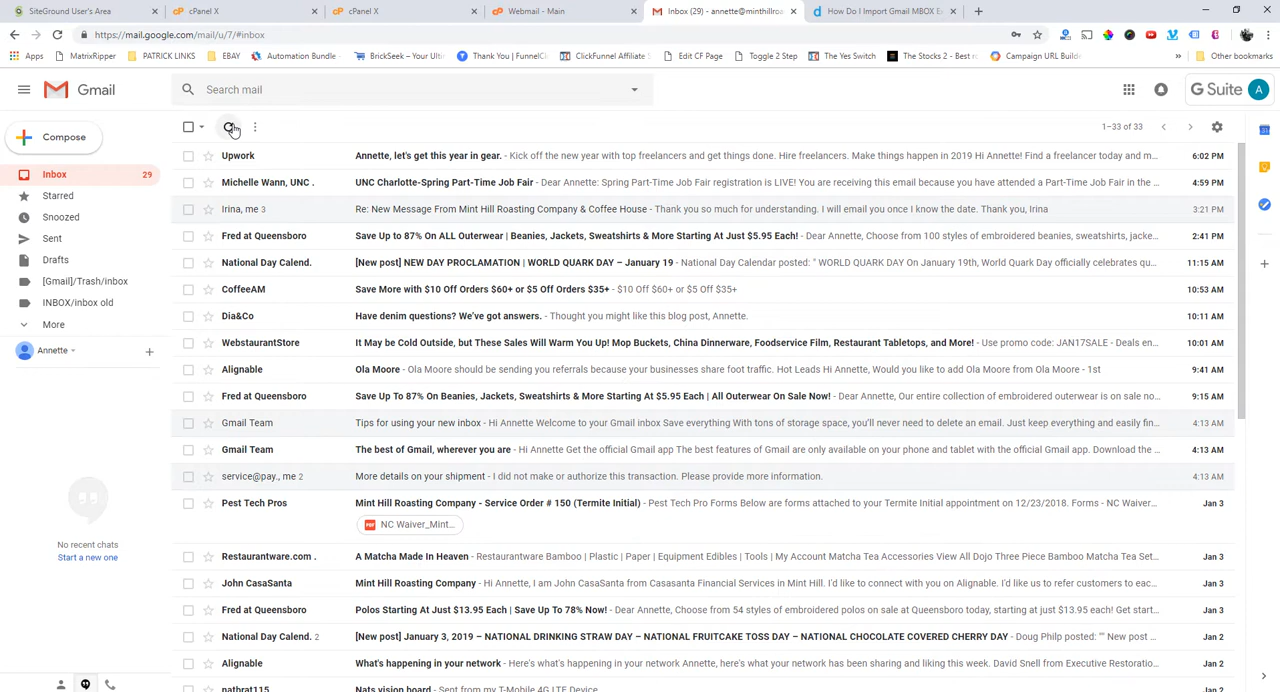 SiteGround User's Area
cPanel X
cPanel X
Webmail - Main
Inbox (29) - annette@minthillroa
How Do I Import Gmail MBOX E
https://mail.google.com/mail/u/7/#inbox
Apps
MatrixRipper
PATRICK LINKS
EBAY
Automation Bundle -
BrickSeek – Your Ulti
Thank You | FunnelCl
ClickFunnel Affiliate
Edit CF Page
Toggle 2 Step
The Yes Switch
The Stocks 2 - Best ro
Campaign URL Builde
»
Other bookmarks
Gmail
Search mail
G Suite
A
Compose
1–33 of 33
Inbox 29
Starred
Snoozed
Sent
Drafts
[Gmail]/Trash/inbox
INBOX/inbox old
More
Annette
No recent chats
Start a new one
Upwork Annette, let's get this year in gear. - Kick off the new year with top freelancers and get things done. Hire freelancers. Make things happen in 2019 Hi Annette! Find a freelancer today and m... 6:02 PM
Michelle Wann, UNC . UNC Charlotte-Spring Part-Time Job Fair - Dear Annette: Spring Part-Time Job Fair registration is LIVE! You are receiving this email because you have attended a Part-Time Job Fair in the ... 4:59 PM
Irina, me 3 Re: New Message From Mint Hill Roasting Company & Coffee House - Thank you so much for understanding. I will email you once I know the date. Thank you, Irina 3:21 PM
Fred at Queensboro Save Up to 87% On ALL Outerwear | Beanies, Jackets, Sweatshirts & More Starting At Just $5.95 Each! - Dear Annette, Choose from 100 styles of embroidered beanies, sweatshirts, jacke... 2:41 PM
National Day Calend. [New post] NEW DAY PROCLAMATION | WORLD QUARK DAY – January 19 - National Day Calendar posted: " WORLD QUARK DAY On January 19th, World Quark Day officially celebrates qu... 11:15 AM
CoffeeAM Save More with $10 Off Orders $60+ or $5 Off Orders $35+ - $10 Off $60+ or $5 Off $35+ 10:53 AM
Dia&Co Have denim questions? We've got answers. - Thought you might like this blog post, Annette. 10:11 AM
WebstaurantStore It May be Cold Outside, but These Sales Will Warm You Up! Mop Buckets, China Dinnerware, Foodservice Film, Restaurant Tabletops, and More! - Use promo code: JAN17SALE - Deals en... 10:01 AM
Alignable Ola Moore - Ola Moore should be sending you referrals because your businesses share foot traffic. Hot Leads Hi Annette, Would you like to add Ola Moore from Ola Moore - 1st 9:41 AM
Fred at Queensboro Save Up To 87% On Beanies, Jackets, Sweatshirts & More Starting At $5.95 Each | All Outerwear On Sale Now! - Dear Annette, Our entire collection of embroidered outerwear is on sale no... 9:15 AM
Gmail Team Tips for using your new inbox - Hi Annette Welcome to your Gmail inbox Save everything With tons of storage space, you'll never need to delete an email. Just keep everything and easily fin... 4:13 AM
Gmail Team The best of Gmail, wherever you are - Hi Annette Get the official Gmail app The best features of Gmail are only available on your phone and tablet with the official Gmail app. Download the ... 4:13 AM
service@pay., me 2 More details on your shipment - I did not make or authorize this transaction. Please provide more information. 4:13 AM
Pest Tech Pros Mint Hill Roasting Company - Service Order # 150 (Termite Initial) - Pest Tech Pro Forms Below are forms attached to your Termite Initial appointment on 12/23/2018. Forms - NC Waiver... Jan 3
PDF NC Waiver_Mint...
Restaurantware.com . A Matcha Made In Heaven - Restaurantware Bamboo | Plastic | Paper | Equipment Edibles | Tools | My Account Matcha Tea Accessories View All Dojo Three Piece Bamboo Matcha Tea Set... Jan 3
John CasaSanta Mint Hill Roasting Company - Hi Annette, I am John CasaSanta from Casasanta Financial Services in Mint Hill. I'd like to connect with you on Alignable. I'd like us to refer customers to eac... Jan 3
Fred at Queensboro Polos Starting At Just $13.95 Each | Save Up To 78% Now! - Dear Annette, Choose from 54 styles of embroidered polos on sale at Queensboro today, starting at just $13.95 each! Get start... Jan 3
National Day Calend. 2 [New post] January 3, 2019 – NATIONAL DRINKING STRAW DAY – NATIONAL FRUITCAKE TOSS DAY – NATIONAL CHOCOLATE COVERED CHERRY DAY - Doug Philp posted: "" New post ... Jan 2
Alignable What's happening in your network - Here's what's happening in your network Annette, here's what your network has been sharing and liking this week. David Snell from Executive Restoratio... Jan 2
natbrat115 Nats vision board - Sent from my T-Mobile 4G LTE Device Jan 2